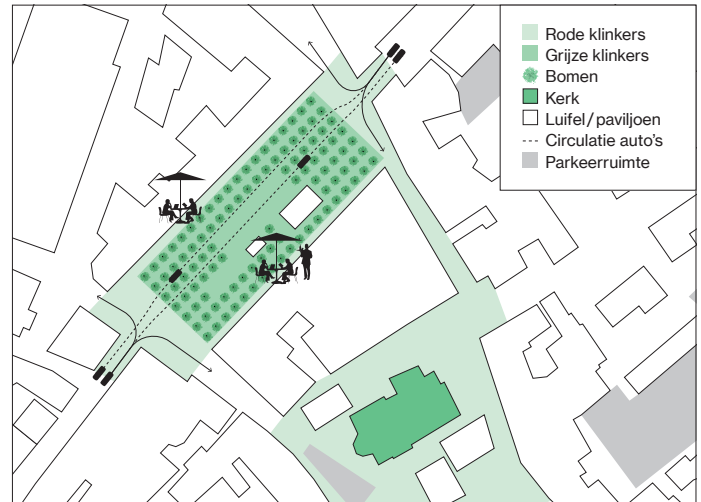 Rode klinkers
Grijze klinkers
Bomen
Kerk
Luifel/paviljoen
Circulatie auto's
Parkeerruimte